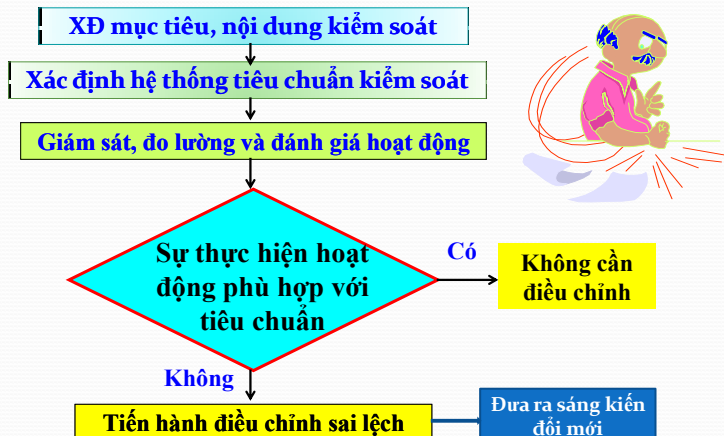 XĐ mục tiêu, nội dung kiểm soát
Xác định hệ thống tiêu chuẩn kiểm soát
Giám sát, đo lường và đánh giá hoạt động
Sự thực hiện hoạt
động phù hợp với
tiêu chuẩn
Có
Không cần
điều chỉnh
Không
Tiến hành điều chỉnh sai lệch
Đưa ra sáng kiến
đổi mới